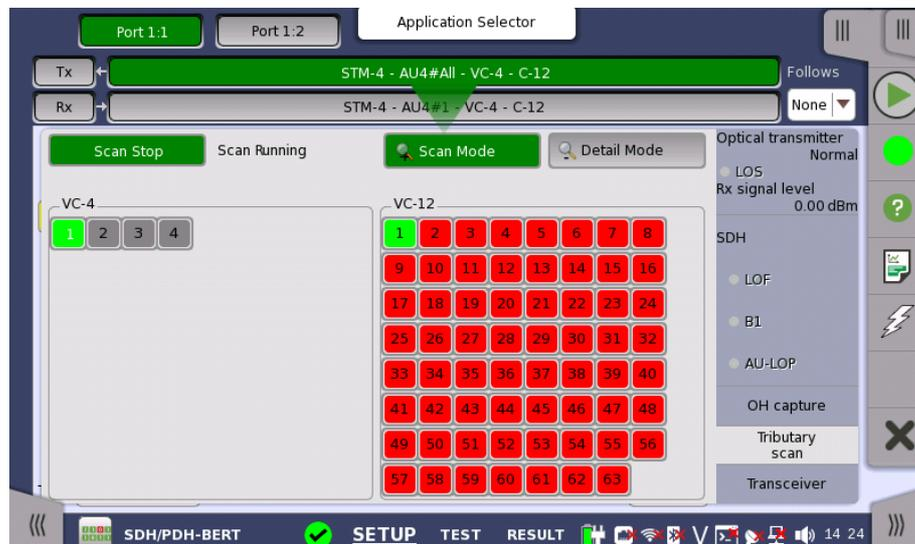 Application Selector
Port 1:1 Port 1:2
Tx STM-4 - AU4#All - VC-4 - C-12 Follows
Rx STM-4 - AU4#1 - VC-4 - C-12 None
Scan Stop Scan Running Scan Mode Detail Mode
Optical transmitter
Normal
LOS
Rx signal level
0.00 dBm
SDH
LOF
B1
AU-LOP
OH capture
Tributary
scan
Transceiver
VC-4
1 2 3 4
VC-12
1 2 3 4 5 6 7 8
9 10 11 12 13 14 15 16
17 18 19 20 21 22 23 24
25 26 27 28 29 30 31 32
33 34 35 36 37 38 39 40
41 42 43 44 45 46 47 48
49 50 51 52 53 54 55 56
57 58 59 60 61 62 63
SDH/PDH-BERT SETUP TEST RESULT V 14 24